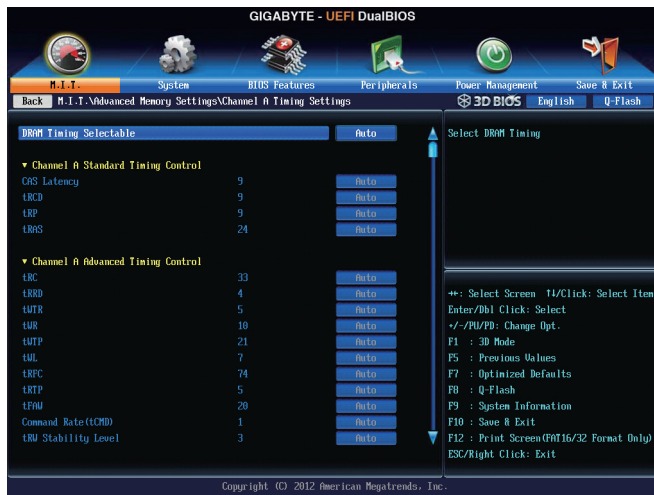 GIGABYTE - UEFI DualBIOS
M.I.T. System BIOS Features Peripherals Power Management Save & Exit
Back M.I.T.\Advanced Memory Settings\Channel A Timing Settings 3D BIOS English Q-Flash
DRAM Timing Selectable Auto
▼ Channel A Standard Timing Control
CAS Latency 9 Auto
tRCD 9 Auto
tRP 9 Auto
tRAS 24 Auto
▼ Channel A Advanced Timing Control
tRC 33 Auto
tRRD 4 Auto
tWTR 5 Auto
tWR 10 Auto
tWTP 21 Auto
tWL 7 Auto
tRFC 74 Auto
tRTP 5 Auto
tFAW 20 Auto
Command Rate(tCMD) 1 Auto
tRW Stability Level 3 Auto
Select DRAM Timing
→←: Select Screen ↑↓/Click: Select Item
Enter/Dbl Click: Select
+/-/PU/PD: Change Opt.
F1 : 3D Mode
F5 : Previous Values
F7 : Optimized Defaults
F8 : Q-Flash
F9 : System Information
F10 : Save & Exit
F12 : Print Screen(FAT16/32 Format Only)
ESC/Right Click: Exit
Copyright (C) 2012 American Megatrends, Inc.